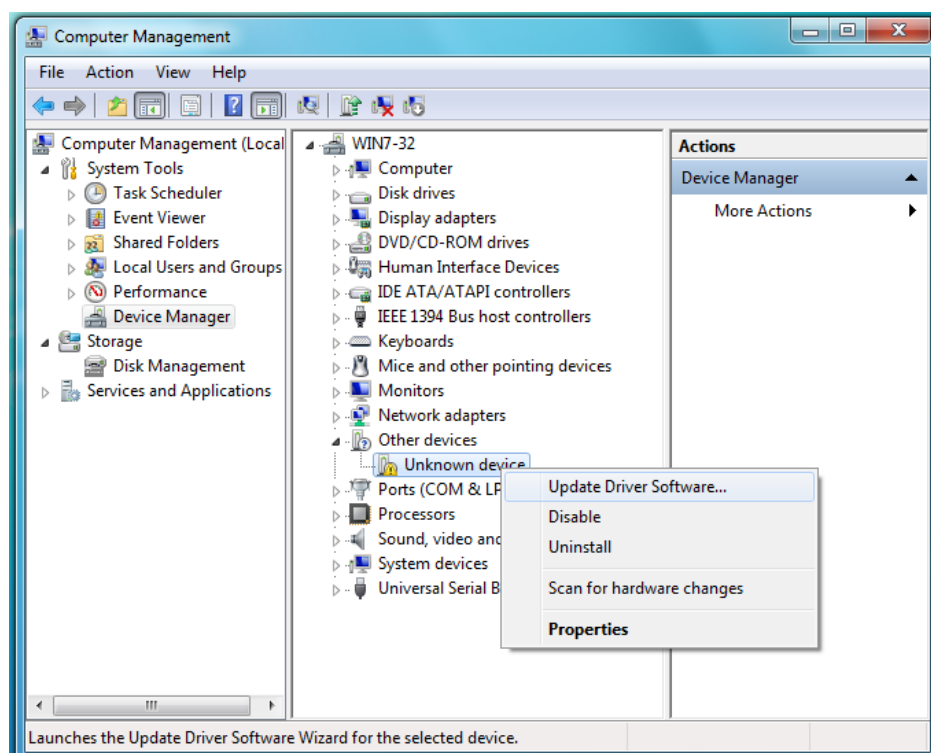 Computer Management
File Action View Help
Computer Management (Local
System Tools
Task Scheduler
Event Viewer
Shared Folders
Local Users and Groups
Performance
Device Manager
Storage
Disk Management
Services and Applications
WIN7-32
Computer
Disk drives
Display adapters
DVD/CD-ROM drives
Human Interface Devices
IDE ATA/ATAPI controllers
IEEE 1394 Bus host controllers
Keyboards
Mice and other pointing devices
Monitors
Network adapters
Other devices
Unknown device
Ports (COM & LP
Processors
Sound, video and
System devices
Universal Serial B
Update Driver Software...
Disable
Uninstall
Scan for hardware changes
Properties
Actions
Device Manager
More Actions
Launches the Update Driver Software Wizard for the selected device.